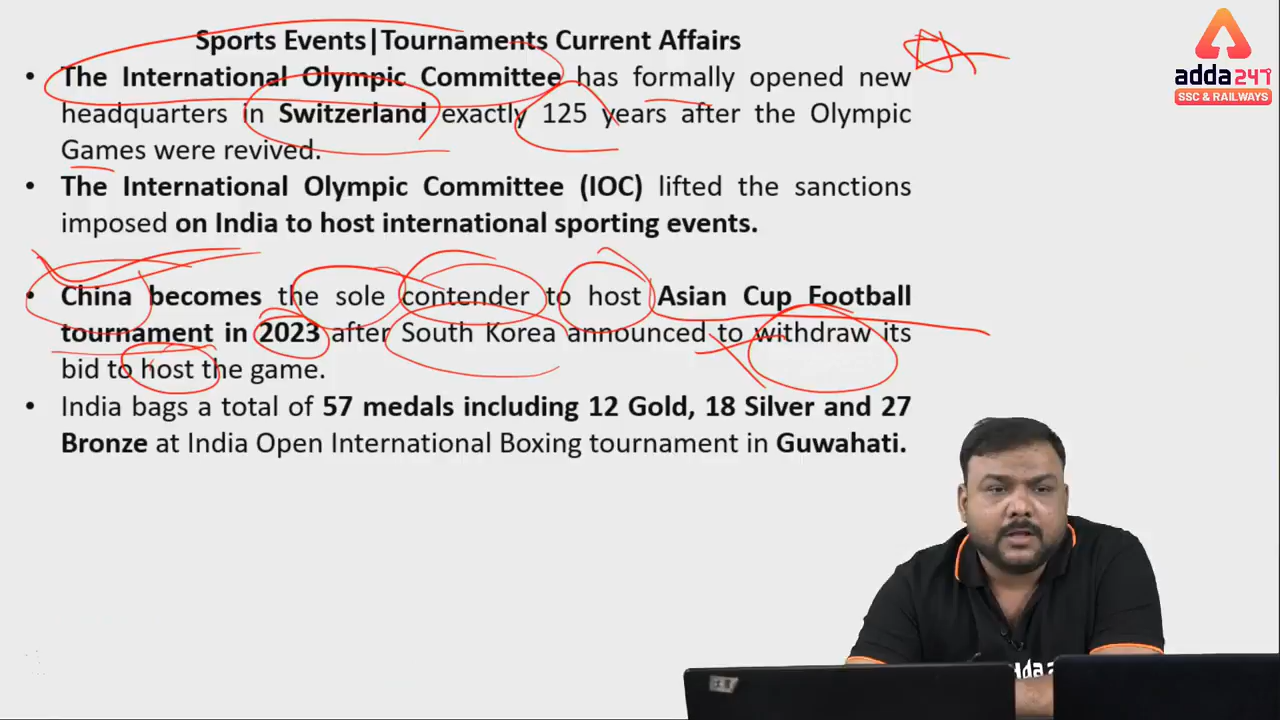 Sports Events|Tournaments Current Affairs
• The International Olympic Committee has formally opened new
headquarters in Switzerland exactly 125 years after the Olympic
Games were revived.
• The International Olympic Committee (IOC) lifted the sanctions
imposed on India to host international sporting events.
• China becomes the sole contender to host Asian Cup Football
tournament in 2023 after South Korea announced to withdraw its
bid to host the game.
• India bags a total of 57 medals including 12 Gold, 18 Silver and 27
Bronze at India Open International Boxing tournament in Guwahati.
adda247
SSC & RAILWAYS